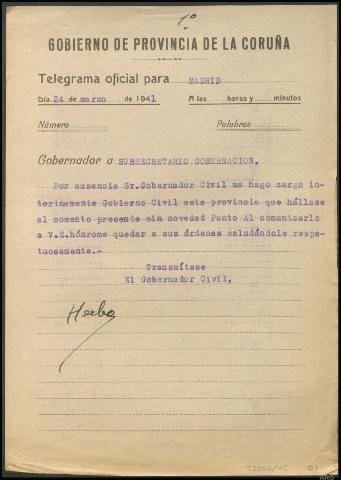 1º
GOBIERNO DE PROVINCIA DE LA CORUÑA
Telegrama oficial para MADRID
Día 24 de marzo de 1941 A las horas y minutos
Número Palabras
Gobernador a SUBSECRETARIO GOBERNACION,
Por ausencia Sr.Gobernador Civil me hago cargo in-
terinamente Gobierno Civil esta provincia que hállase
al momento presente sin novedad Punto Al comunicarlo
a V.E.hónrome quedar a sus órdenes saludándole respe-
tuosamente.-
Transmítase
El Gobernador Civil,